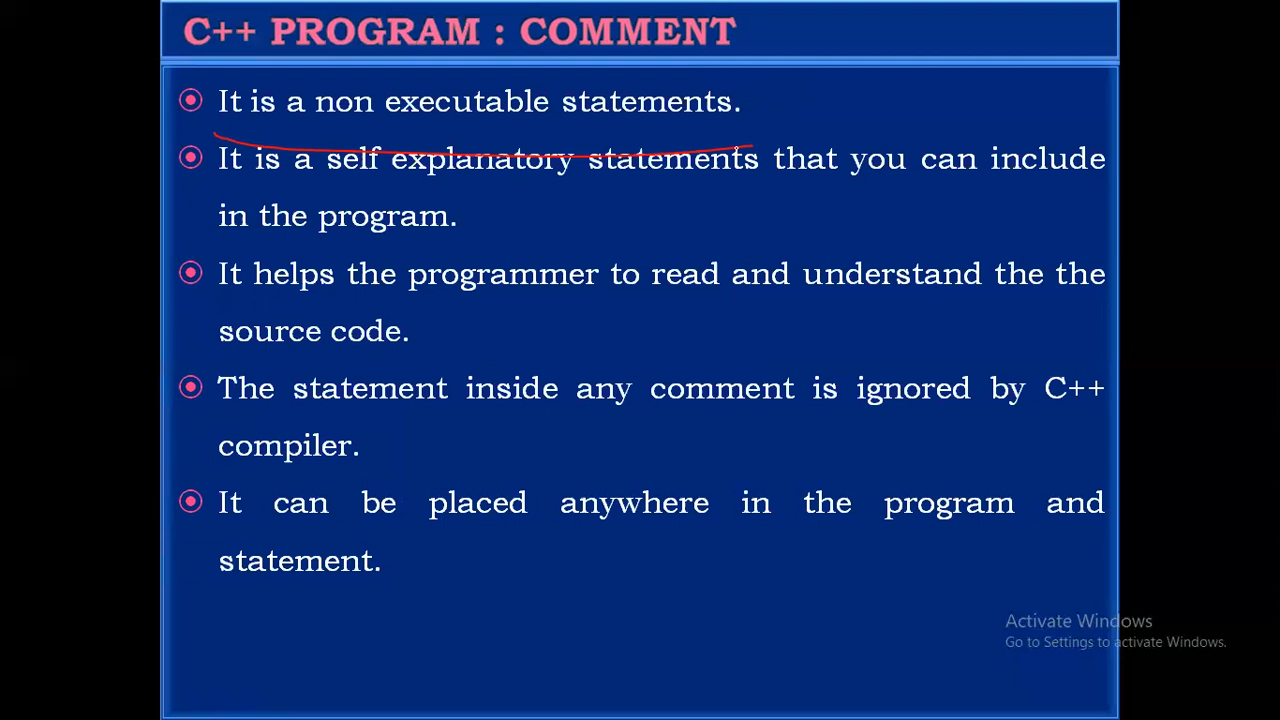 C++ PROGRAM : COMMENT
It is a non executable statements.
It is a self explanatory statements that you can include
in the program.
It helps the programmer to read and understand the the
source code.
The statement inside any comment is ignored by C++
compiler.
It can be placed anywhere in the program and
statement.
Activate Windows
Go to Settings to activate Windows.